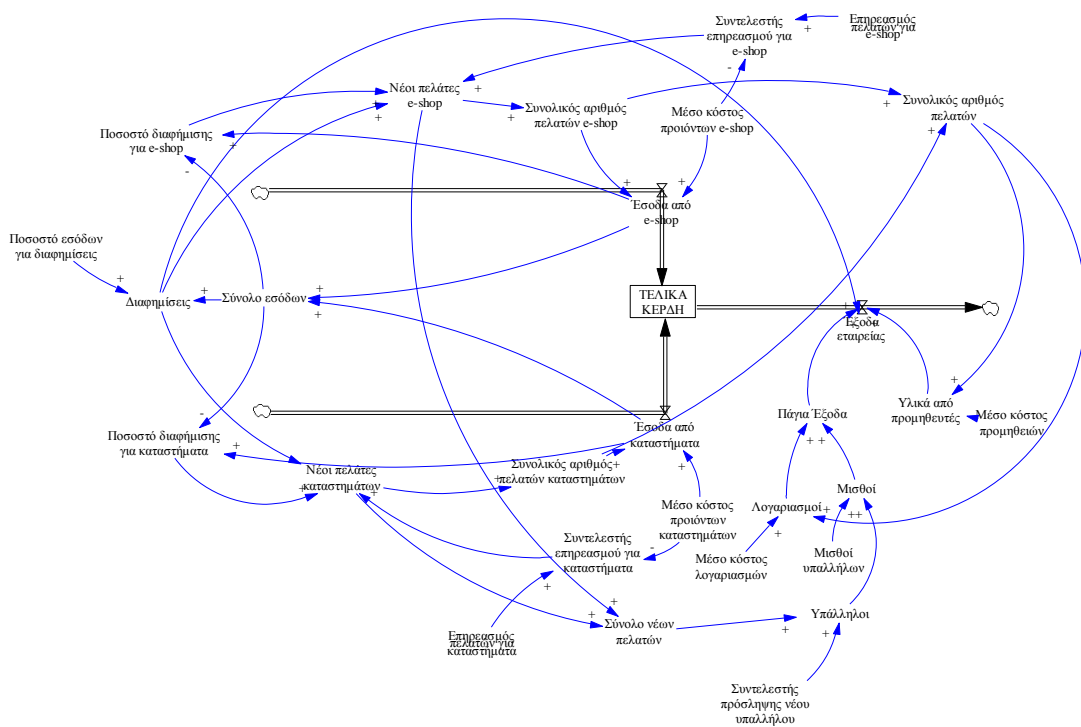 Συντελεστής
επηρεασμού για
e-shop
Επηρεασμός
πελατών για
e-shop
Νέοι πελάτες
e-shop
Συνολικός αριθμός
πελατών e-shop
Μέσο κόστος
προιόντων e-shop
Συνολικός αριθμός
πελατών
Ποσοστό διαφήμισης
για e-shop
Έσοδα από
e-shop
Ποσοστό εσόδων
για διαφημίσεις
Διαφημίσεις
Σύνολο εσόδων
ΤΕΛΙΚΑ
ΚΕΡΔΗ
Έξοδα
εταιρείας
Υλικά από
προμηθευτές
Μέσο κόστος
προμηθειών
Πάγια Έξοδα
Έσοδα από
καταστήματα
Ποσοστό διαφήμισης
για καταστήματα
Νέοι πελάτες
καταστημάτων
Συνολικός αριθμός
πελατών καταστημάτων
Μέσο κόστος
προιόντων
καταστημάτων
Λογαριασμοί
Μισθοί
Συντελεστής
επηρεασμού για
καταστήματα
Μέσο κόστος
λογαριασμών
Μισθοί
υπαλλήλων
Επηρεασμός
πελατών για
καταστήματα
Σύνολο νέων
πελατών
Υπάλληλοι
Συντελεστής
πρόσληψης νέου
υπαλλήλου